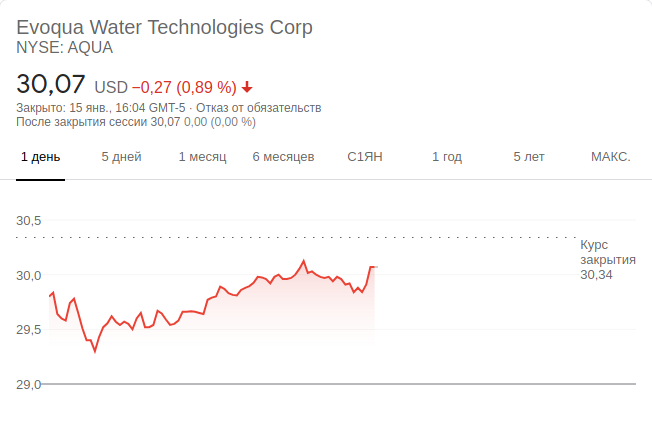 Evoqua Water Technologies Corp
NYSE: AQUA
30,07 USD −0,27 (0,89 %)
Закрыто: 15 янв., 16:04 GMT-5 · Отказ от обязательств
После закрытия сессии 30,07 0,00 (0,00 %)
1 день 5 дней 1 месяц 6 месяцев С1ЯН 1 год 5 лет МАКС.
30,5
Курс
закрытия
30,0
30,34
29,5
29,0